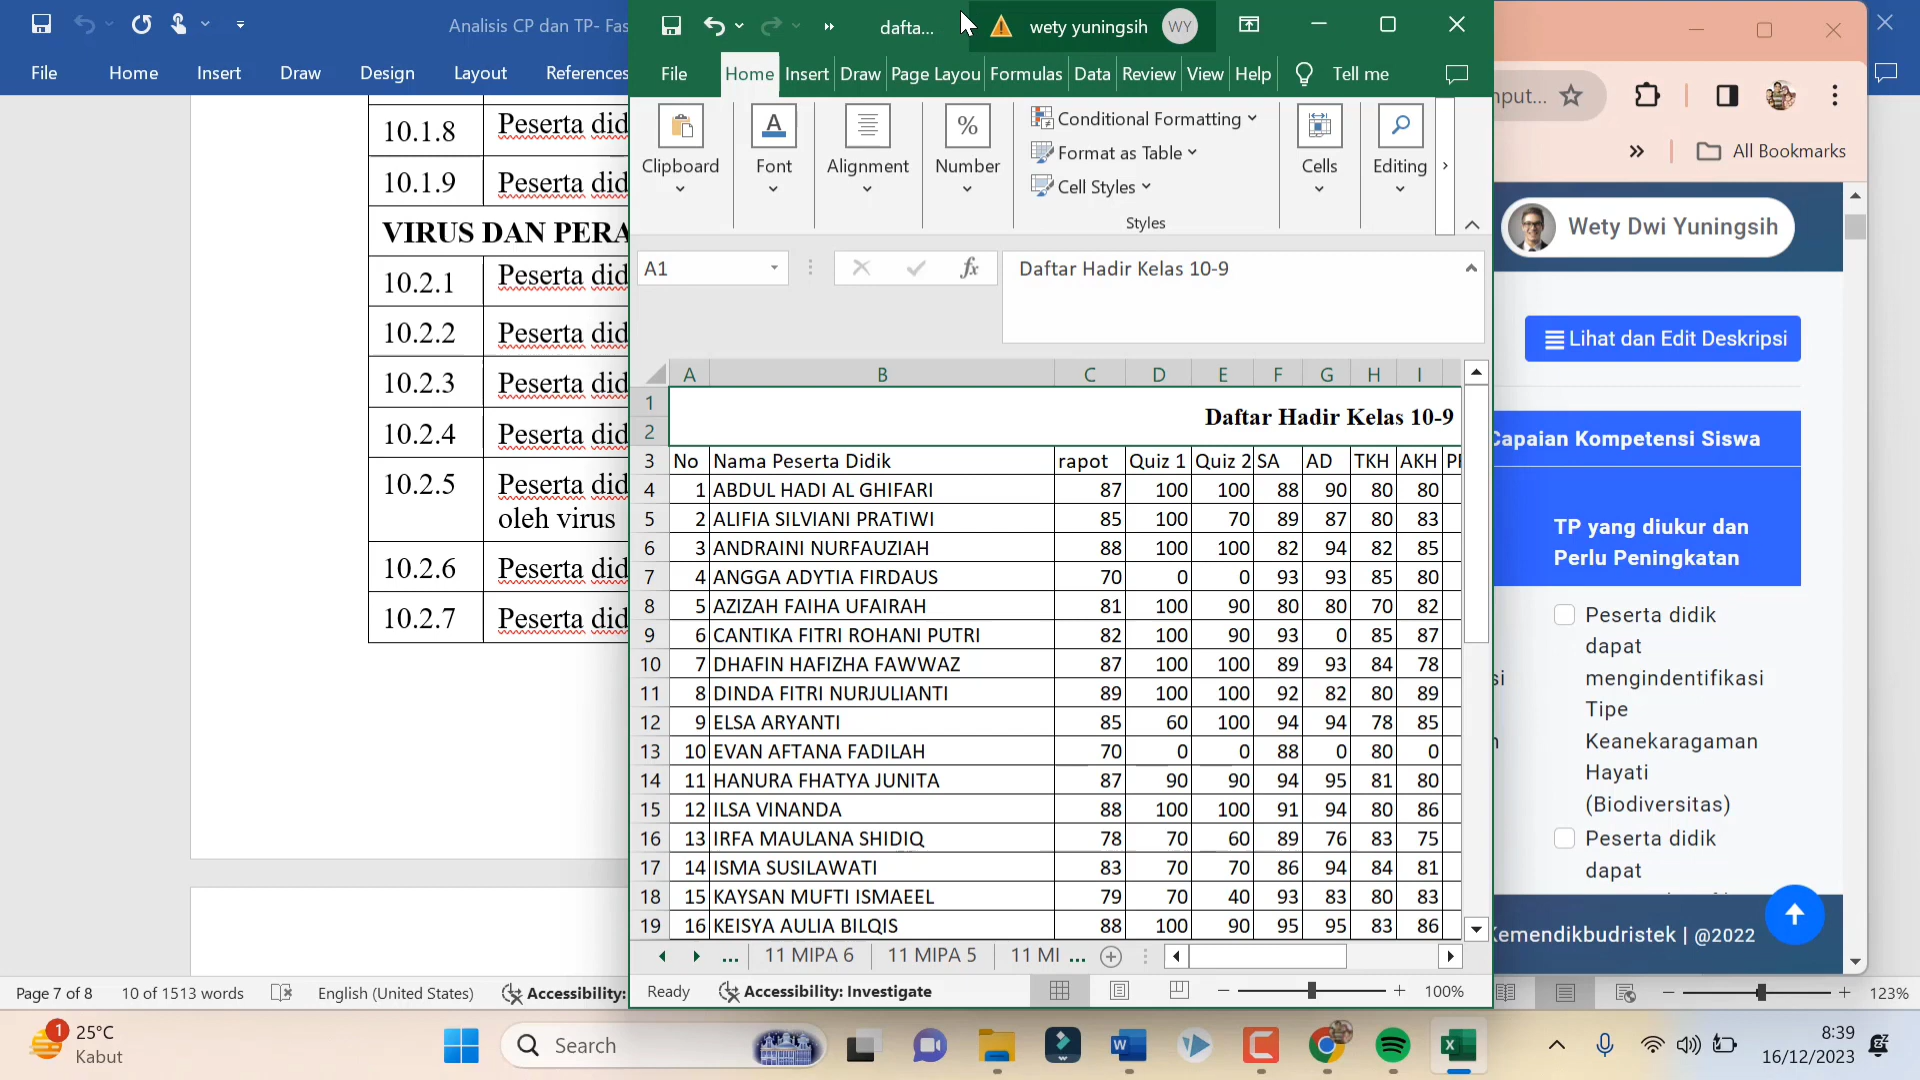 Analisis CP dan TP- Fas
File Home Insert Draw Design Layout References
10.1.8 Peserta did
10.1.9 Peserta did
VIRUS DAN PERA
10.2.1 Peserta did
10.2.2 Peserta did
10.2.3 Peserta did
10.2.4 Peserta did
10.2.5 Peserta did
oleh virus
10.2.6 Peserta did
10.2.7 Peserta did
Page 7 of 8 10 of 1513 words English (United States) Accessibility:
dafta... wety yuningsih WY
File Home Insert Draw Page Layou Formulas Data Review View Help Tell me
Clipboard Font Alignment Number
Conditional Formatting
Format as Table
Cell Styles
Styles
Cells Editing
A1 fx Daftar Hadir Kelas 10-9
A B C D E F G H I
1 Daftar Hadir Kelas 10-9
2
3 No Nama Peserta Didik rapot Quiz 1 Quiz 2 SA AD TKH AKH
4 1 ABDUL HADI AL GHIFARI 87 100 100 88 90 80 80
5 2 ALIFIA SILVIANI PRATIWI 85 100 70 89 87 80 83
6 3 ANDRAINI NURFAUZIAH 88 100 100 82 94 82 85
7 4 ANGGA ADYTIA FIRDAUS 70 0 0 93 93 85 80
8 5 AZIZAH FAIHA UFAIRAH 81 100 90 80 80 70 82
9 6 CANTIKA FITRI ROHANI PUTRI 82 100 90 93 0 85 87
10 7 DHAFIN HAFIZHA FAWWAZ 87 100 100 89 93 84 78
11 8 DINDA FITRI NURJULIANTI 89 100 100 92 82 80 89
12 9 ELSA ARYANTI 85 60 100 94 94 78 85
13 10 EVAN AFTANA FADILAH 70 0 0 88 0 80 0
14 11 HANURA FHATYA JUNITA 87 90 90 94 95 81 80
15 12 ILSA VINANDA 88 100 100 91 94 80 86
16 13 IRFA MAULANA SHIDIQ 78 70 60 89 76 83 75
17 14 ISMA SUSILAWATI 83 70 70 86 94 84 81
18 15 KAYSAN MUFTI ISMAEEL 79 70 40 93 83 80 83
19 16 KEISYA AULIA BILQIS 88 100 90 95 95 83 86
... 11 MIPA 6 11 MIPA 5 11 MI ...
Ready Accessibility: Investigate 100%
nput...
All Bookmarks
Wety Dwi Yuningsih
Lihat dan Edit Deskripsi
Capaian Kompetensi Siswa
TP yang diukur dan
Perlu Peningkatan
Peserta didik
dapat
mengindentifikasi
Tipe
Keanekaragaman
Hayati
(Biodiversitas)
Peserta didik
dapat
Kemendikbudristek | @2022
123%
1 25°C
Kabut
Search
8:39
16/12/2023